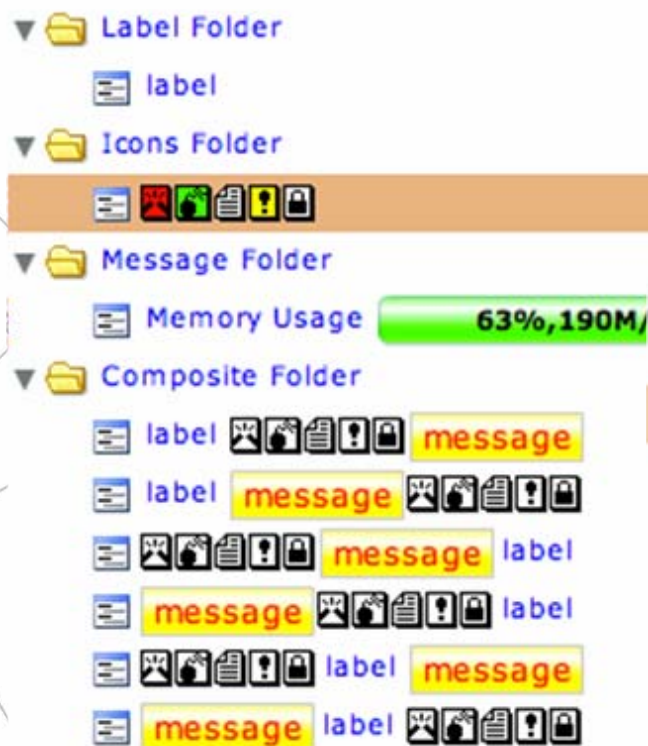 Label Folder
label
Icons Folder
Message Folder
Memory Usage 63%,190M/
Composite Folder
label message
label message
message label
message label
label message
message label